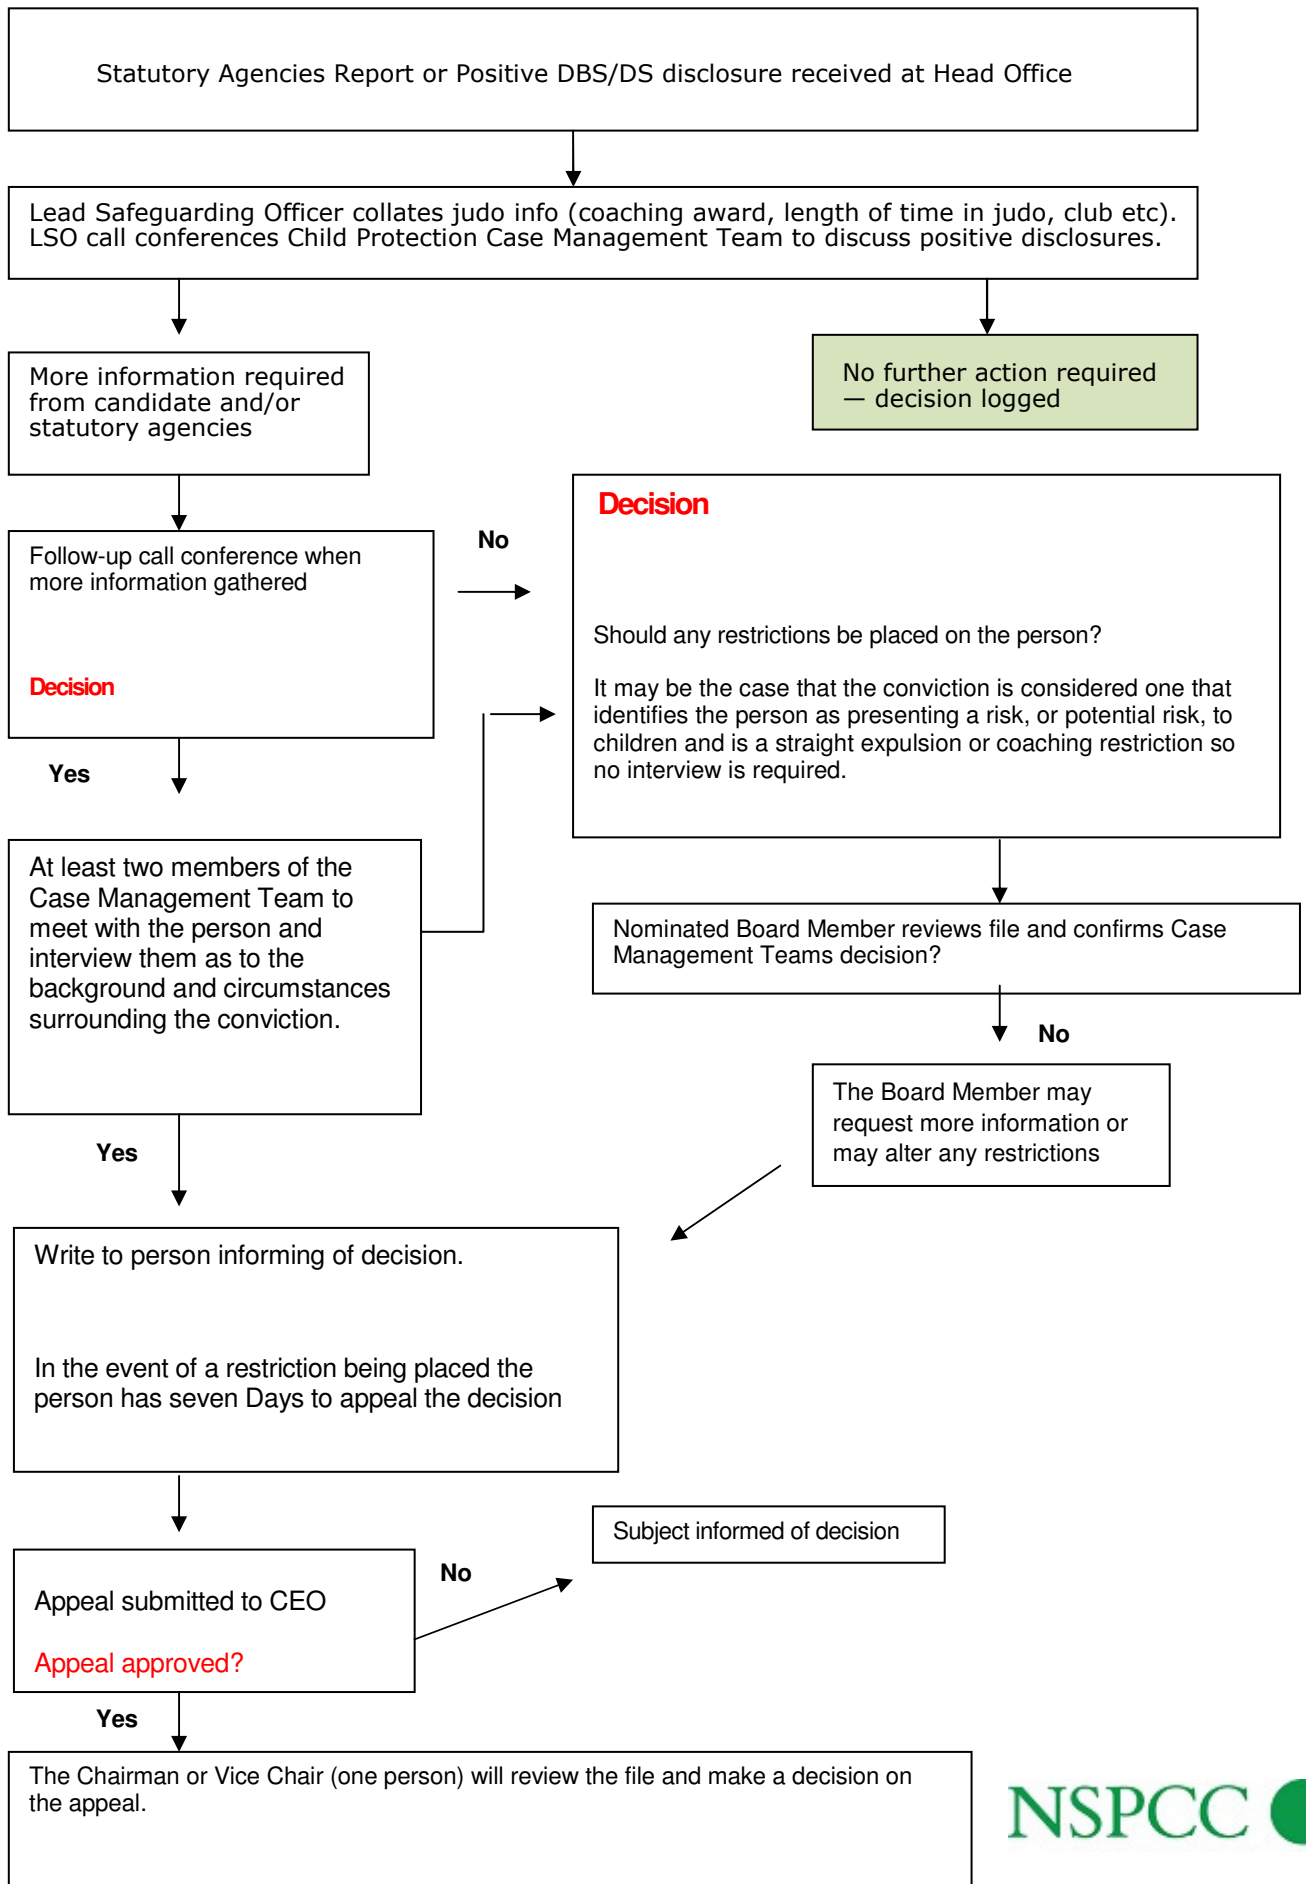 Statutory Agencies Report or Positive DBS/DS disclosure received at Head Office
Lead Safeguarding Officer collates judo info (coaching award, length of time in judo, club etc).
LSO call conferences Child Protection Case Management Team to discuss positive disclosures.
More information required
from candidate and/or
statutory agencies
No further action required
— decision logged
Follow-up call conference when
more information gathered
Decision
No
Decision
Should any restrictions be placed on the person?
It may be the case that the conviction is considered one that
identifies the person as presenting a risk, or potential risk, to
children and is a straight expulsion or coaching restriction so
no interview is required.
Yes
At least two members of the
Case Management Team to
meet with the person and
interview them as to the
background and circumstances
surrounding the conviction.
Nominated Board Member reviews file and confirms Case
Management Teams decision?
No
The Board Member may
request more information or
may alter any restrictions
Yes
Write to person informing of decision.
In the event of a restriction being placed the
person has seven Days to appeal the decision
Subject informed of decision
Appeal submitted to CEO
Appeal approved?
No
Yes
The Chairman or Vice Chair (one person) will review the file and make a decision on
the appeal.
NSPCC